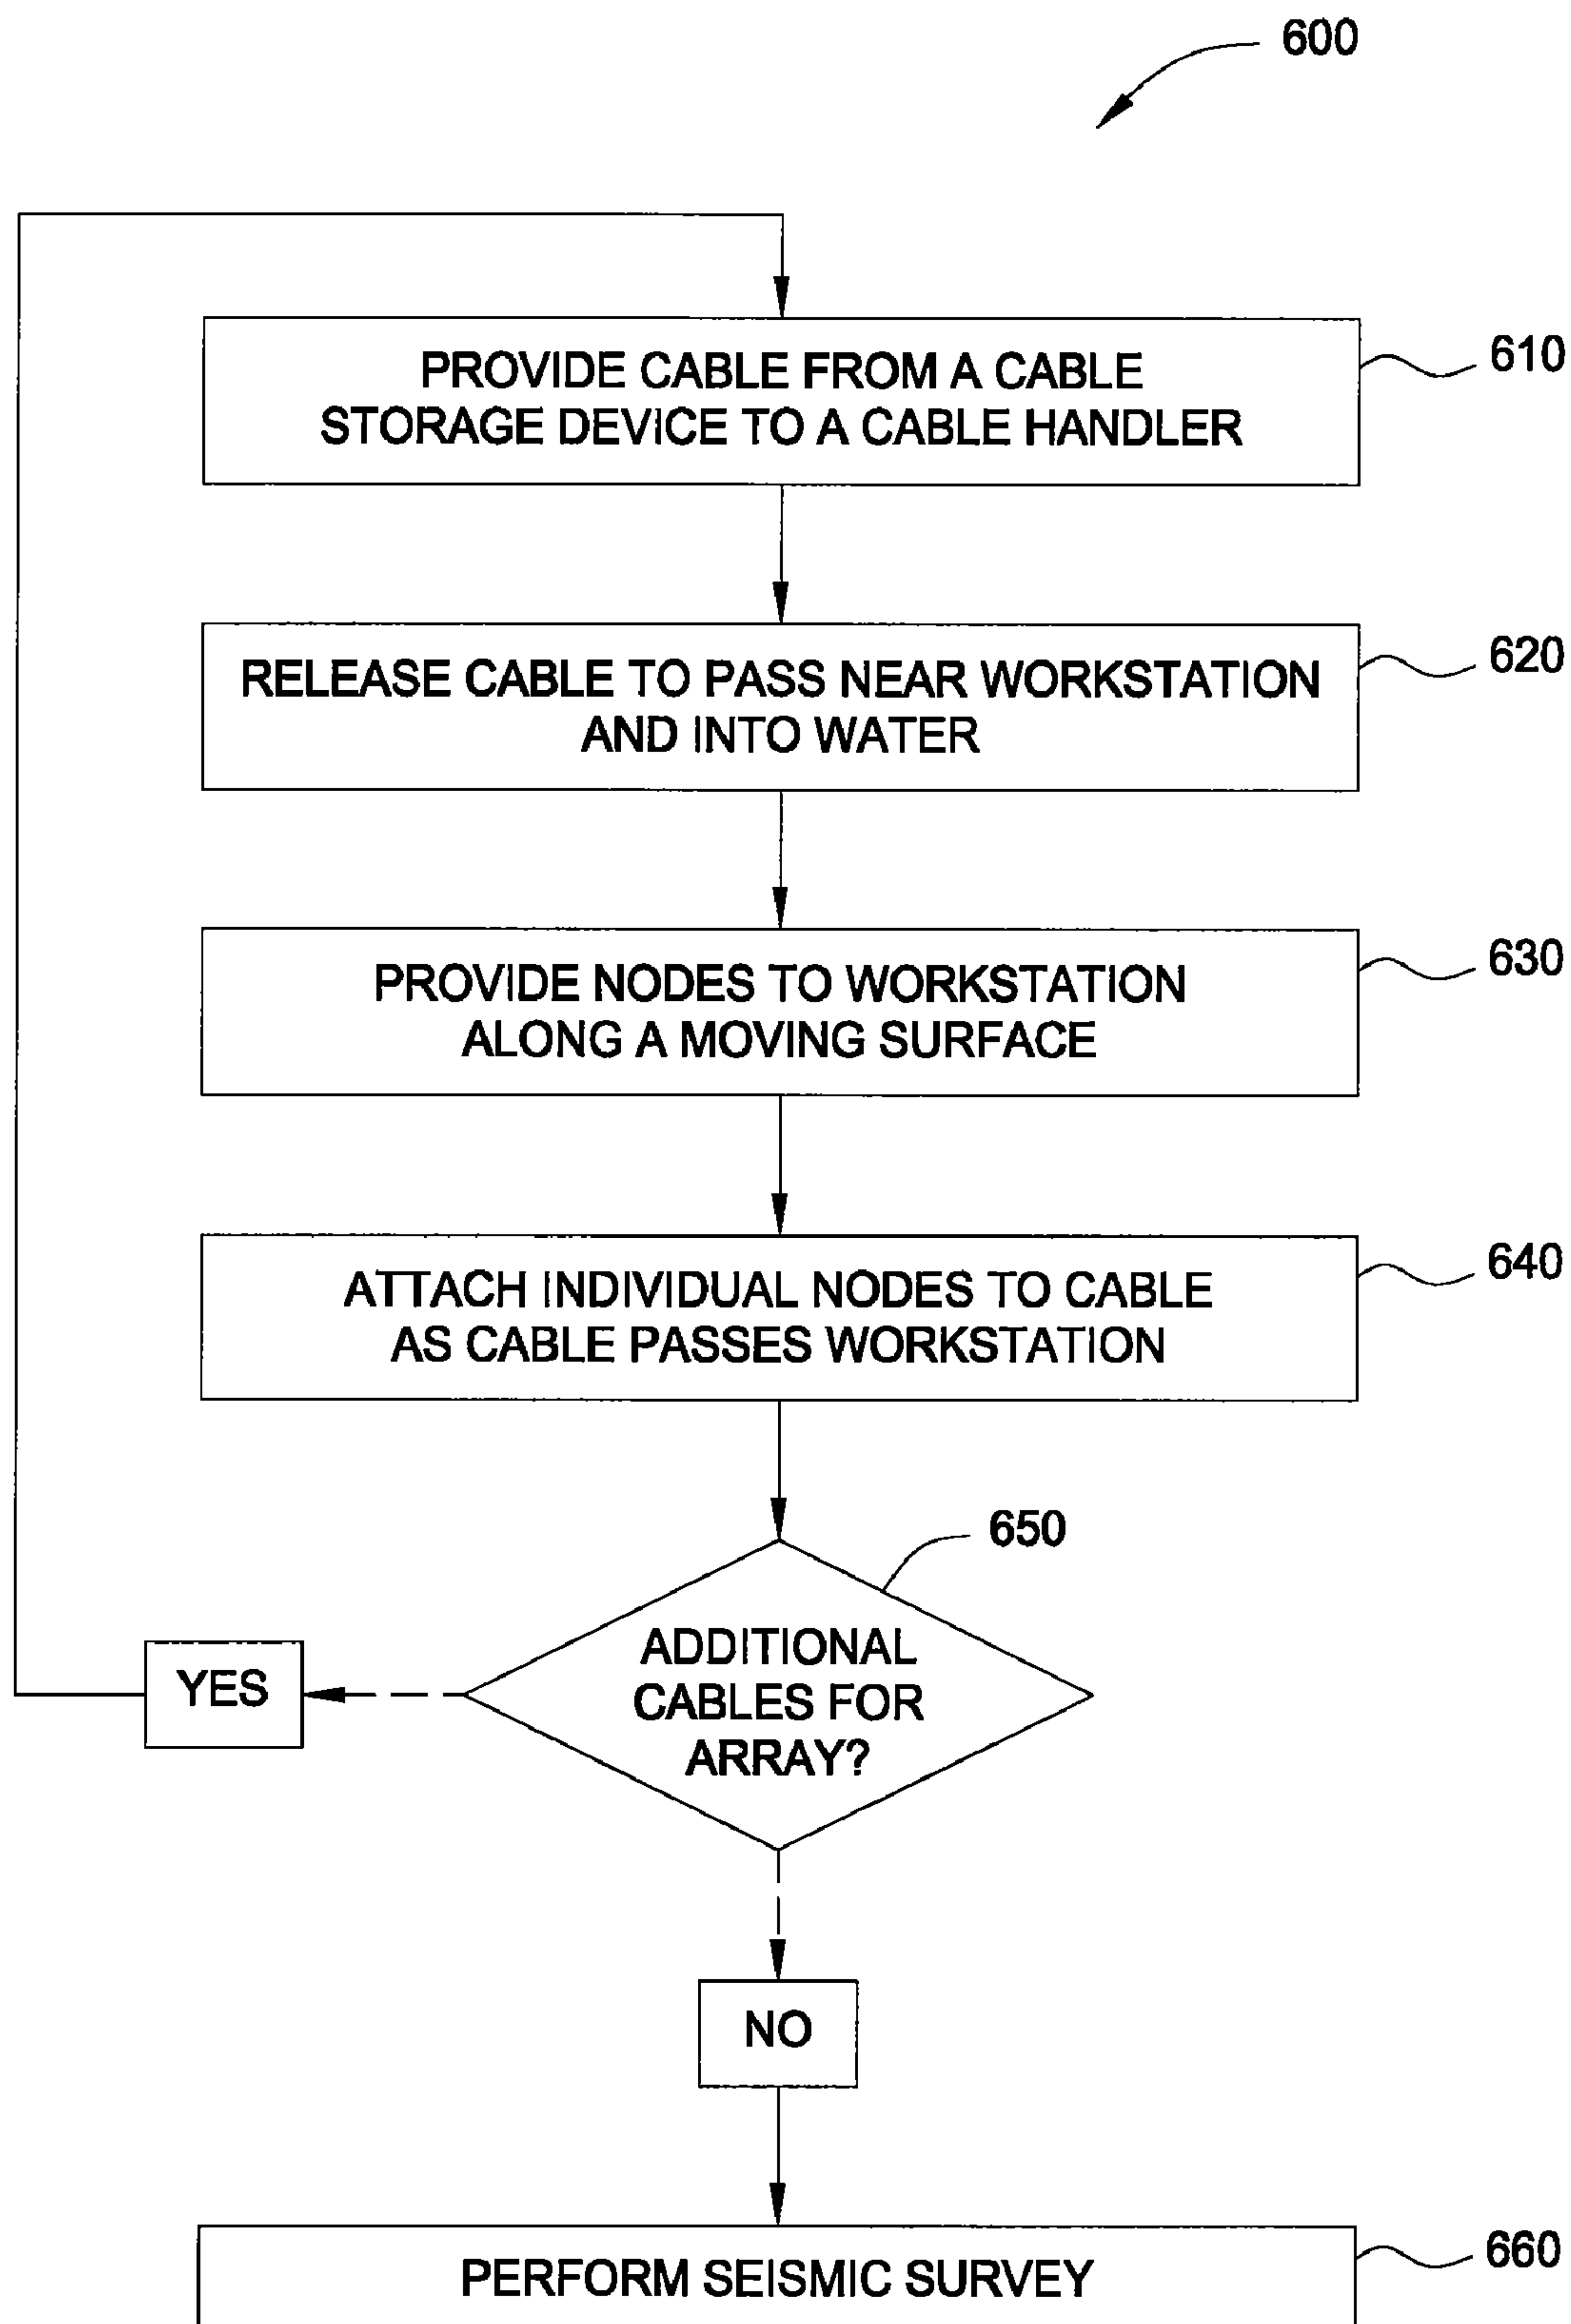 600
PROVIDE CABLE FROM A CABLE
STORAGE DEVICE TO A CABLE HANDLER
610
RELEASE CABLE TO PASS NEAR WORKSTATION
AND INTO WATER
620
PROVIDE NODES TO WORKSTATION
ALONG A MOVING SURFACE
630
ATTACH INDIVIDUAL NODES TO CABLE
AS CABLE PASSES WORKSTATION
640
650
ADDITIONAL
CABLES FOR
ARRAY?
YES
NO
PERFORM SEISMIC SURVEY
660